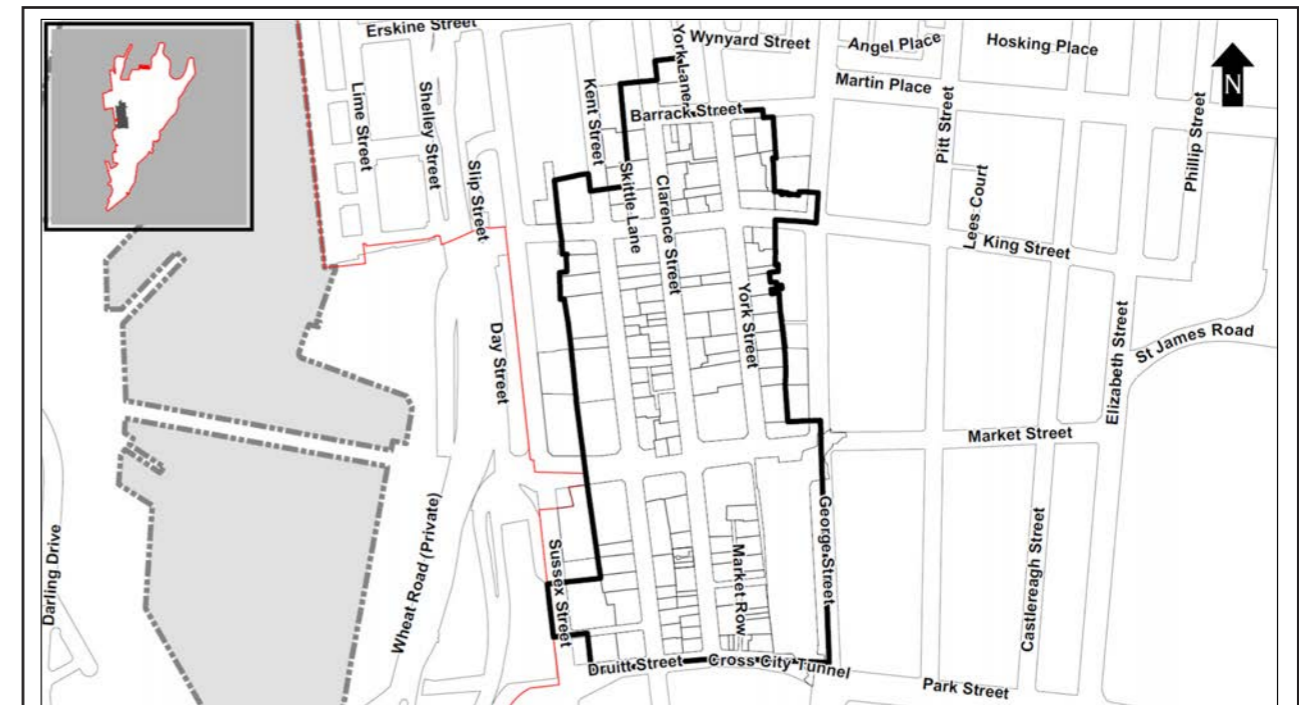 Erskine Street
York Lane
Wynyard Street
Angel Place
Hosking Place
N
Lime Street
Shelley Street
Kent Street
Martin Place
Barrack Street
Pitt Street
Phillip Street
Slip Street
Skittle Lane
Clarence Street
Lees Court
King Street
Day Street
York Street
Elizabeth Street
St James Road
Market Street
Darling Drive
Wheat Road (Private)
Sussex Street
Market Row
George Street
Castlereagh Street
Druitt Street
Cross City Tunnel
Park Street